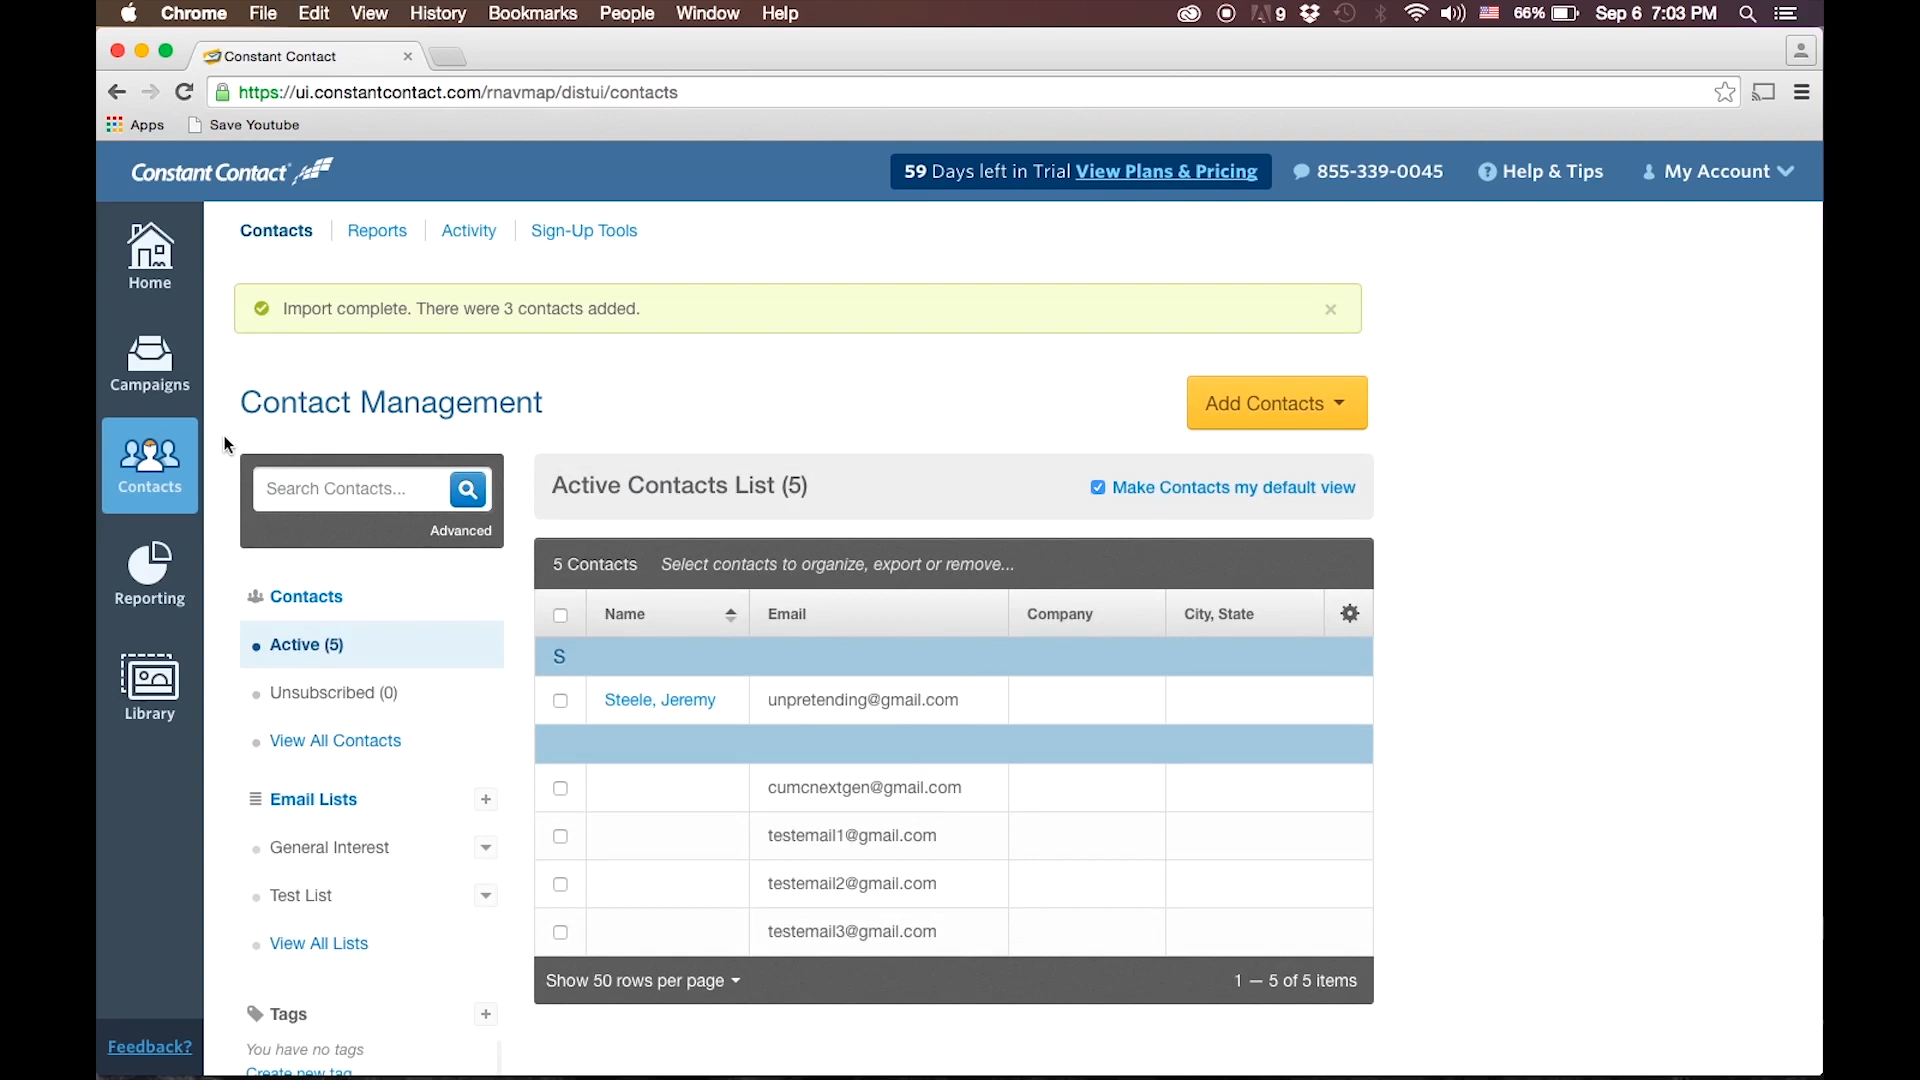 Chrome File Edit View History Bookmarks People Window Help 9 66% Sep 6 7:03 PM
Constant Contact
https://ui.constantcontact.com/rnavmap/distui/contacts
Apps Save Youtube
Constant Contact 59 Days left in Trial View Plans & Pricing 855-339-0045 Help & Tips My Account
Contacts Reports Activity Sign-Up Tools
Home
Import complete. There were 3 contacts added.
Campaigns
Contact Management Add Contacts
Contacts
Search Contacts...
Advanced
Active Contacts List (5) Make Contacts my default view
5 Contacts Select contacts to organize, export or remove...
Reporting
Contacts
Name Email Company City, State
Active (5)
S
Unsubscribed (0)
Steele, Jeremy unpretending@gmail.com
Library
View All Contacts
Email Lists
cumcnextgen@gmail.com
General Interest
testemail1@gmail.com
Test List
testemail2@gmail.com
View All Lists
testemail3@gmail.com
Show 50 rows per page 1 — 5 of 5 items
Tags
Feedback?
You have no tags
Create new tag